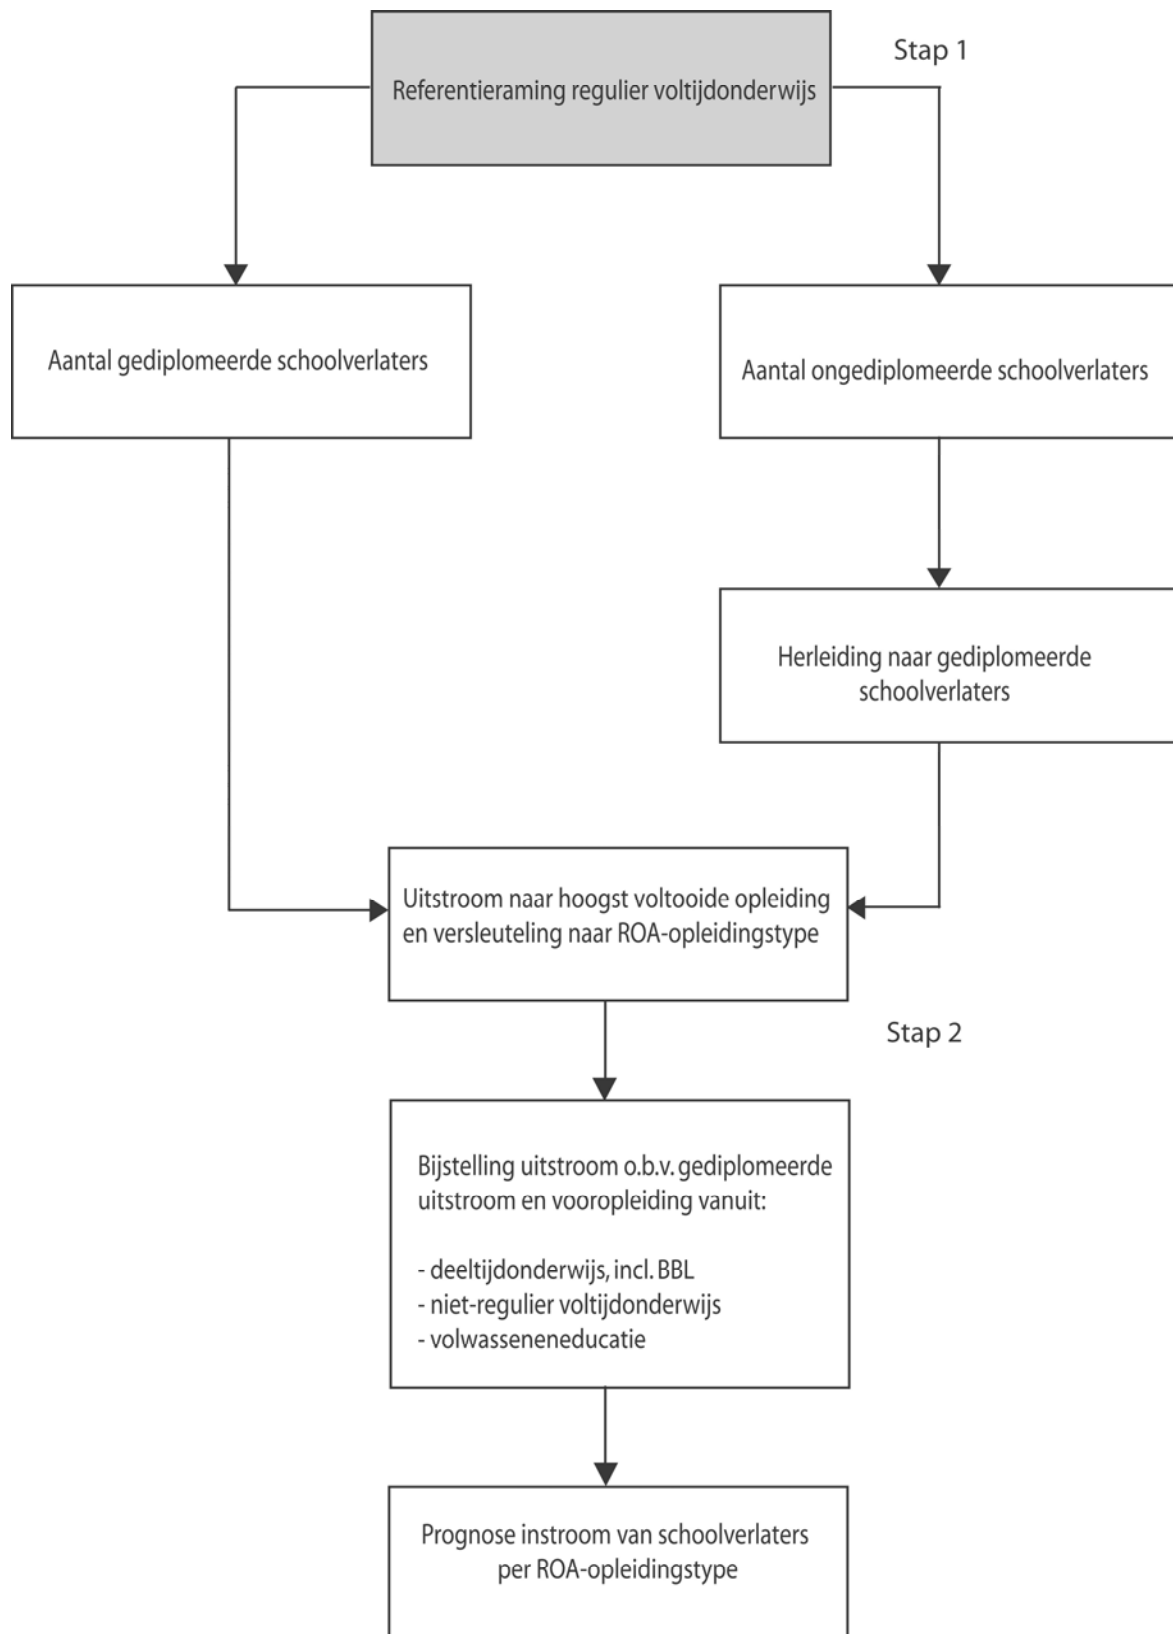 Stap 1
Referentieraming regulier voltijdonderwijs
Aantal gediplomeerde schoolverlaters
Aantal ongediplomeerde schoolverlaters
Herleiding naar gediplomeerde
schoolverlaters
Uitstroom naar hoogst voltooide opleiding
en versleuteling naar ROA-opleidingstype
Stap 2
Bijstelling uitstroom o.b.v. gediplomeerde
uitstroom en vooropleiding vanuit:
- deeltijdonderwijs, incl. BBL
- niet-regulier voltijdonderwijs
- volwasseneneducatie
Prognose instroom van schoolverlaters
per ROA-opleidingstype